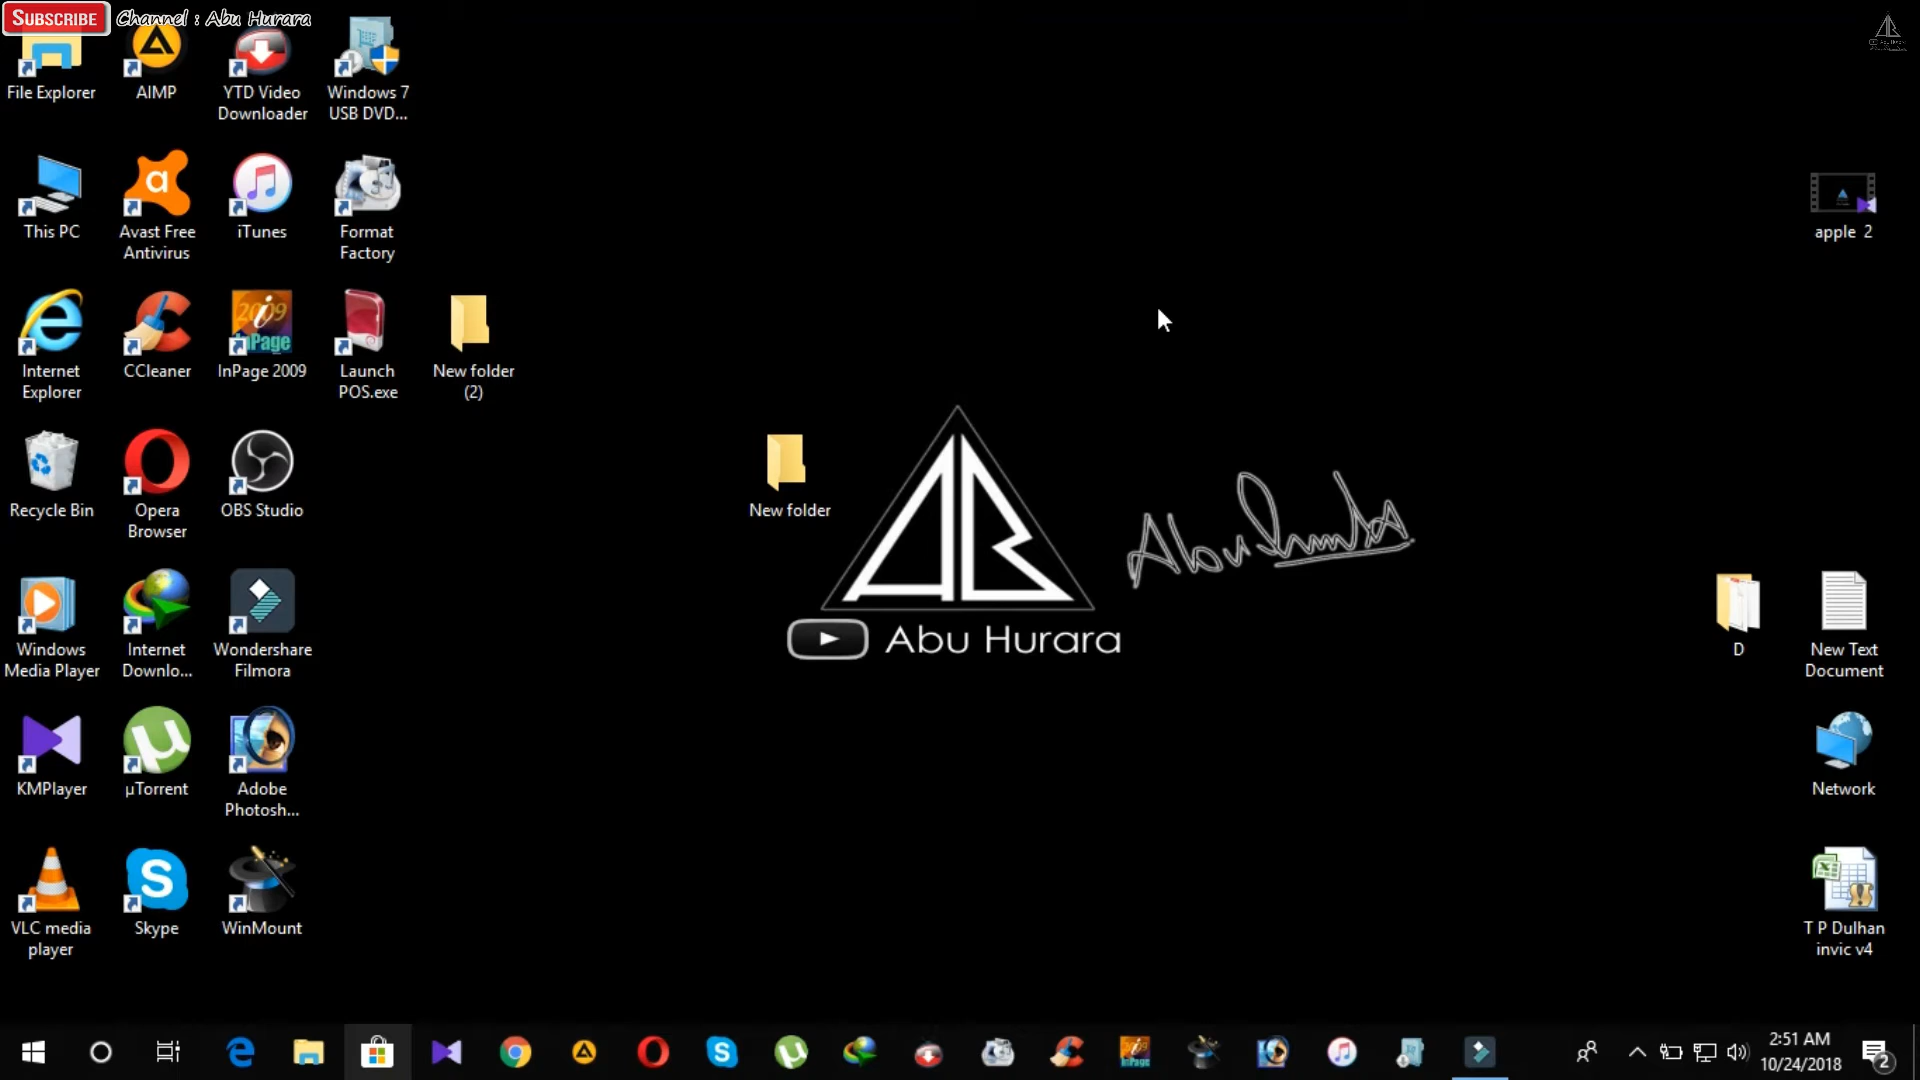 SUBSCRIBE Channel : Abu Hurara
File Explorer
AIMP
YTD Video
Downloader
Windows 7
USB DVD...
This PC
Avast Free
Antivirus
iTunes
Format
Factory
apple 2
Internet
Explorer
CCleaner
InPage 2009
Launch
POS.exe
New folder
(2)
Recycle Bin
Opera
Browser
OBS Studio
New folder
AB
Abu Hurara
Windows
Media Player
Internet
Downlo...
Wondershare
Filmora
D
New Text
Document
KMPlayer
µTorrent
Adobe
Photosh...
Network
VLC media
player
Skype
WinMount
T P Dulhan
invic v4
2:51 AM
10/24/2018
2